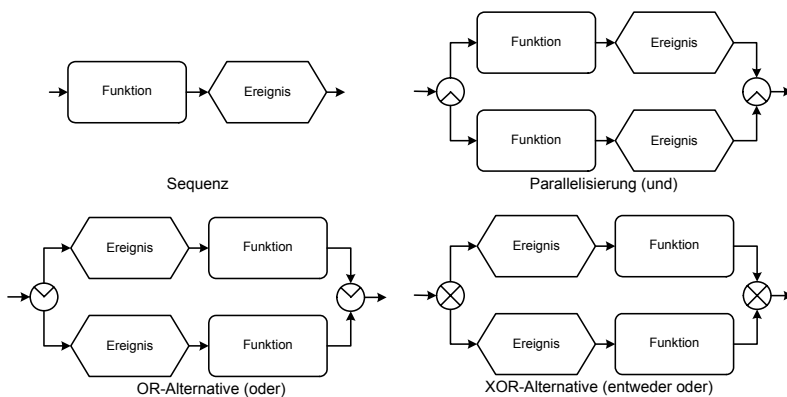 Funktion
Ereignis
Sequenz
Funktion
Ereignis
Funktion
Ereignis
Parallelisierung (und)
Ereignis
Funktion
Ereignis
Funktion
OR-Alternative (oder)
Ereignis
Funktion
Ereignis
Funktion
XOR-Alternative (entweder oder)